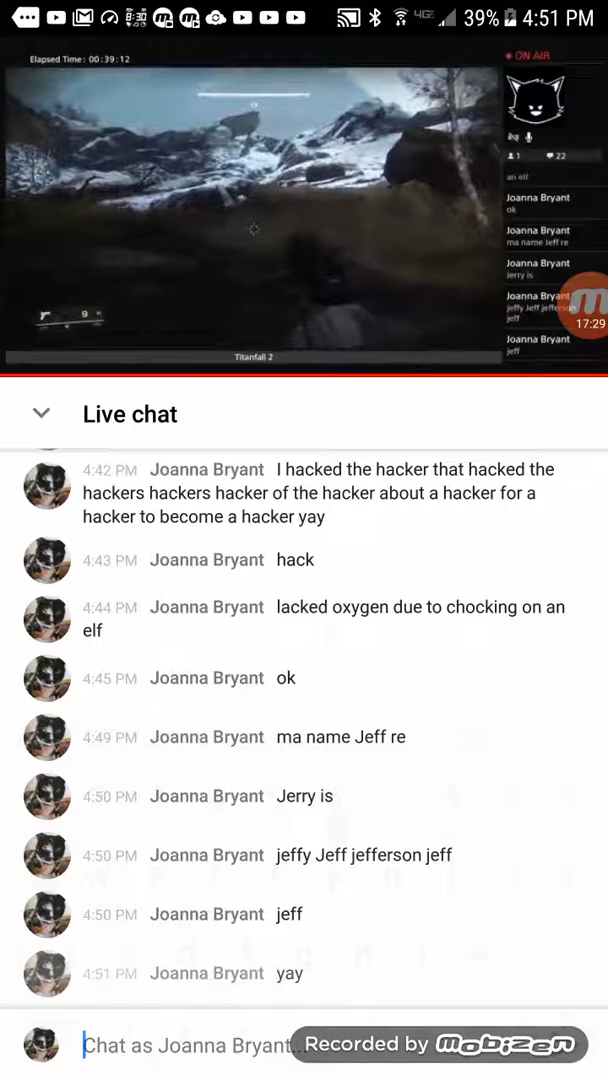 8:30 4G 39% 4:51 PM
Elapsed Time: 00:39:12
ON AIR
1 22
an elf
Joanna Bryant
ok
Joanna Bryant
ma name Jeff re
Joanna Bryant
Jerry is
Joanna Bryant
jeffy Jeff jefferson
jeff
Joanna Bryant
jeff
17:29
9
Titanfall 2
Live chat
4:42 PM Joanna Bryant I hacked the hacker that hacked the
hackers hackers hacker of the hacker about a hacker for a
hacker to become a hacker yay
4:43 PM Joanna Bryant hack
4:44 PM Joanna Bryant lacked oxygen due to chocking on an
elf
4:45 PM Joanna Bryant ok
4:49 PM Joanna Bryant ma name Jeff re
4:50 PM Joanna Bryant Jerry is
4:50 PM Joanna Bryant jeffy Jeff jefferson jeff
4:50 PM Joanna Bryant jeff
4:51 PM Joanna Bryant yay
Chat as Joanna Bryant...
Recorded by mobizen